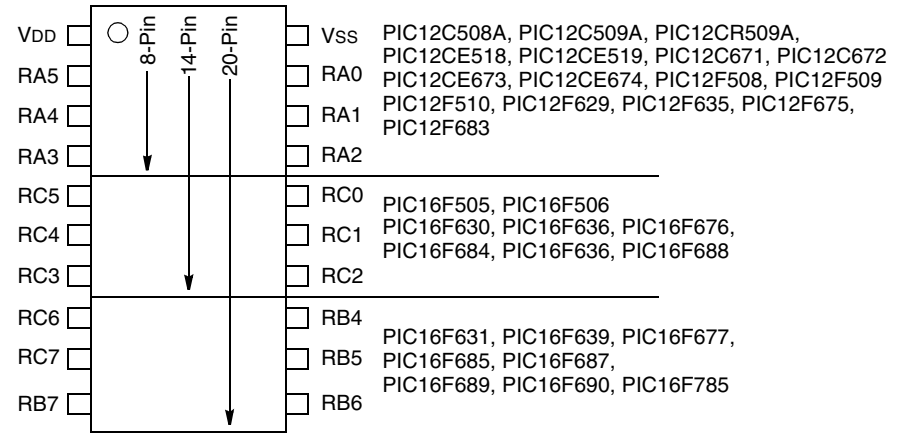 VDD
RA5
RA4
RA3
RC5
RC4
RC3
RC6
RC7
RB7
8-Pin
14-Pin
20-Pin
VSS
RA0
RA1
RA2
RC0
RC1
RC2
RB4
RB5
RB6
PIC12C508A, PIC12C509A, PIC12CR509A,
PIC12CE518, PIC12CE519, PIC12C671, PIC12C672
PIC12CE673, PIC12CE674, PIC12F508, PIC12F509
PIC12F510, PIC12F629, PIC12F635, PIC12F675,
PIC12F683
PIC16F505, PIC16F506
PIC16F630, PIC16F636, PIC16F676,
PIC16F684, PIC16F636, PIC16F688
PIC16F631, PIC16F639, PIC16F677,
PIC16F685, PIC16F687,
PIC16F689, PIC16F690, PIC16F785